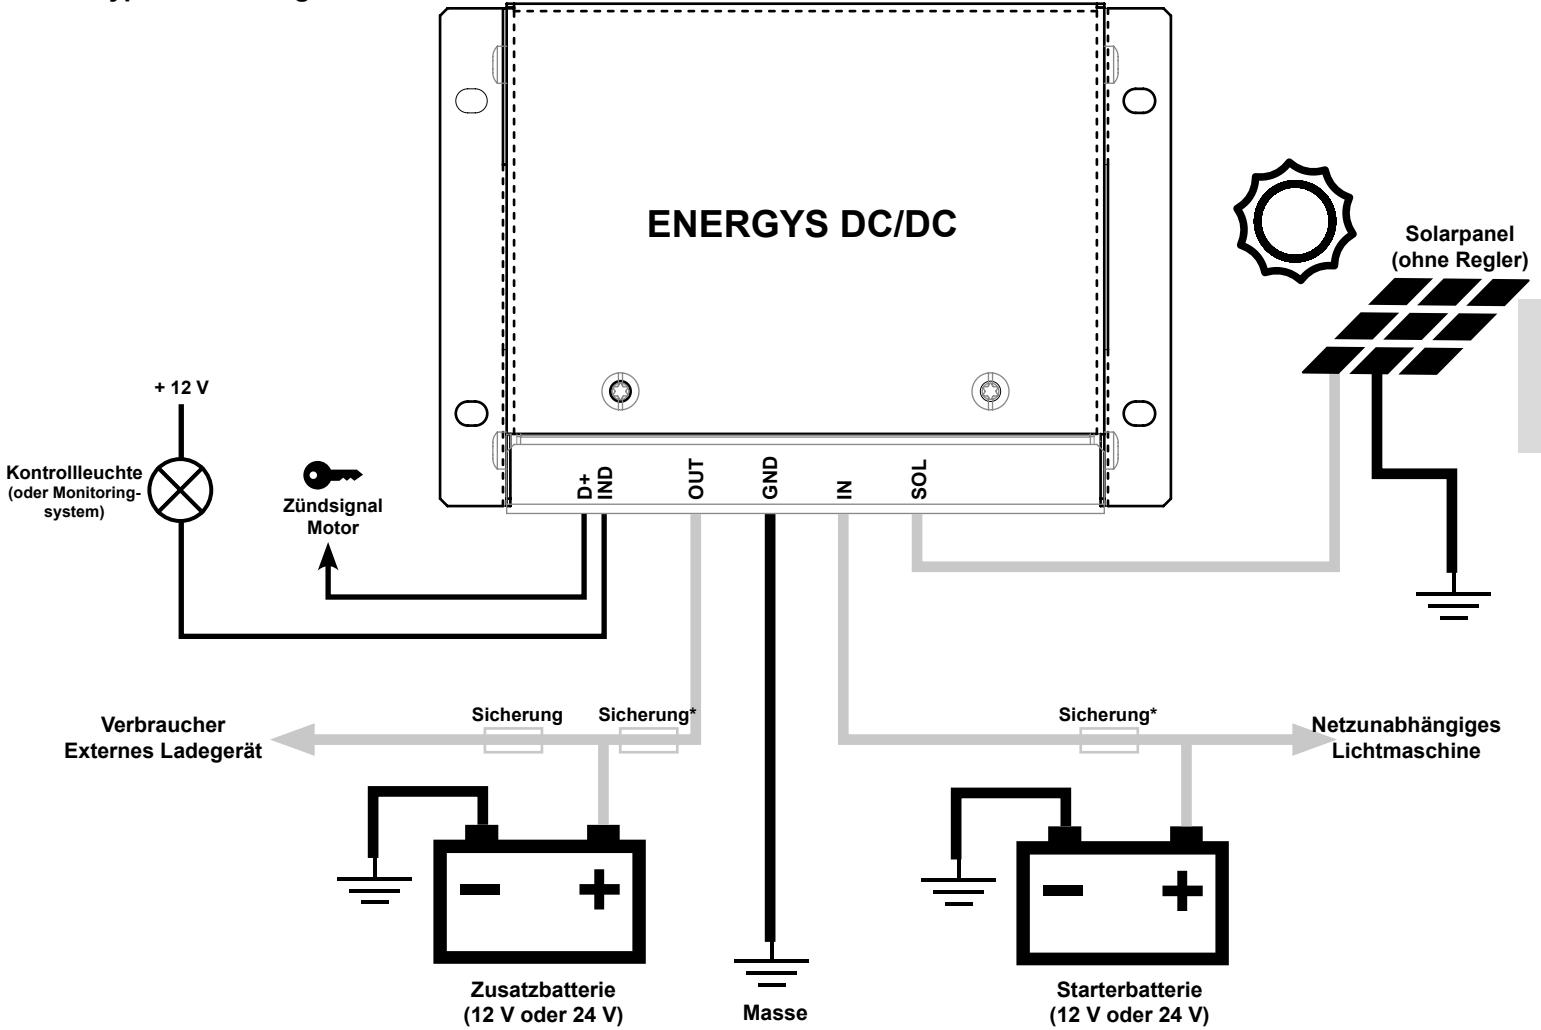 ENERGYS DC/DC
Solarpanel
(ohne Regler)
+ 12 V
Kontrollleuchte
(oder Monitoring-
system)
Zündsignal
Motor
D+
IND
OUT
GND
IN
SOL
Verbraucher
Externes Ladegerät
Sicherung
Sicherung*
Sicherung*
Netzunabhängiges
Lichtmaschine
Zusatzbatterie
(12 V oder 24 V)
Masse
Starterbatterie
(12 V oder 24 V)